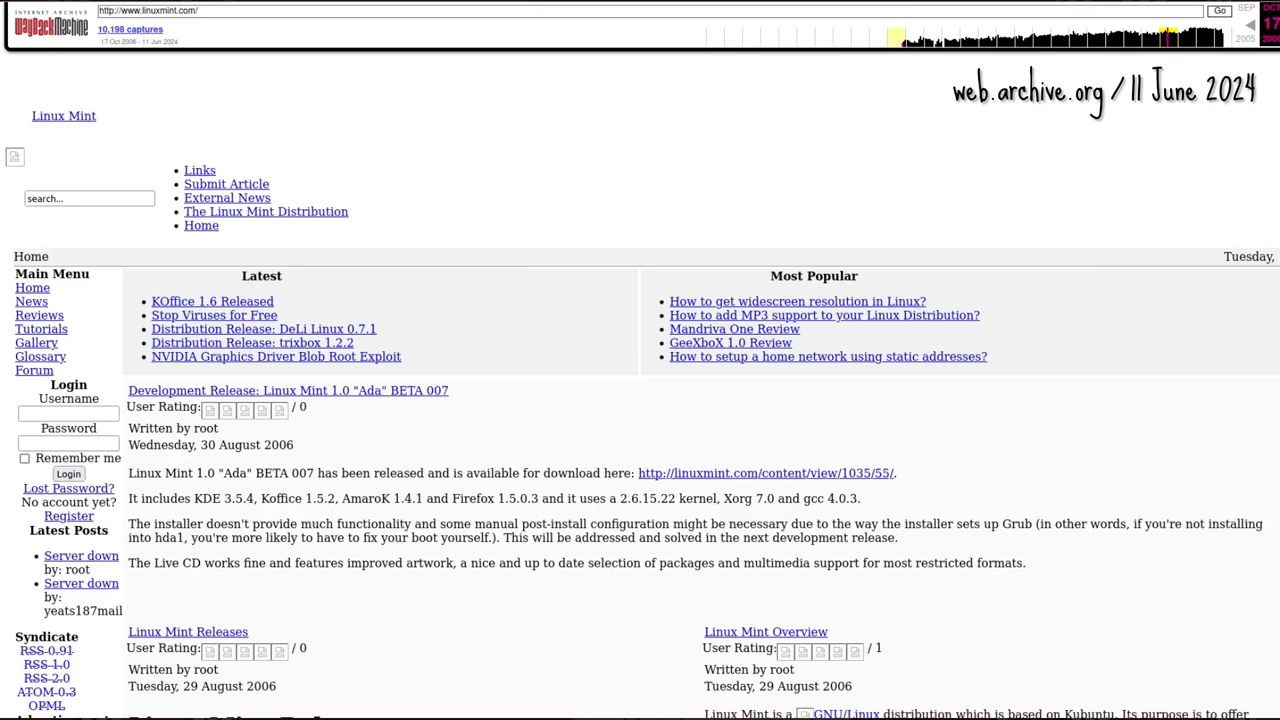 INTERNET ARCHIVE
WayBackMachine
http://www.linuxmint.com/
Go
10,198 captures
17 Oct 2006 - 11 Jun 2024
SEP
OCT
17
2005
web.archive.org / 11 June 2024
Linux Mint
search...
Links
Submit Article
External News
The Linux Mint Distribution
Home
Home
Tuesday,
Main Menu
Home
News
Reviews
Tutorials
Gallery
Glossary
Forum
Latest
KOffice 1.6 Released
Stop Viruses for Free
Distribution Release: DeLi Linux 0.7.1
Distribution Release: trixbox 1.2.2
NVIDIA Graphics Driver Blob Root Exploit
Most Popular
How to get widescreen resolution in Linux?
How to add MP3 support to your Linux Distribution?
Mandriva One Review
GeeXboX 1.0 Review
How to setup a home network using static addresses?
Login
Username
Password
Remember me
Login
Lost Password?
No account yet?
Register
Latest Posts
Server down
by: root
Server down
by:
yeats187mail
Syndicate
RSS 0.91
RSS 1.0
RSS 2.0
ATOM 0.3
OPML
Development Release: Linux Mint 1.0 "Ada" BETA 007
User Rating: / 0
Written by root
Wednesday, 30 August 2006
Linux Mint 1.0 "Ada" BETA 007 has been released and is available for download here: http://linuxmint.com/content/view/1035/55/.
It includes KDE 3.5.4, Koffice 1.5.2, AmaroK 1.4.1 and Firefox 1.5.0.3 and it uses a 2.6.15.22 kernel, Xorg 7.0 and gcc 4.0.3.
The installer doesn't provide much functionality and some manual post-install configuration might be necessary due to the way the installer sets up Grub (in other words, if you're not installing
into hda1, you're more likely to have to fix your boot yourself.). This will be addressed and solved in the next development release.
The Live CD works fine and features improved artwork, a nice and up to date selection of packages and multimedia support for most restricted formats.
Linux Mint Releases
User Rating: / 0
Written by root
Tuesday, 29 August 2006
Linux Mint Overview
User Rating: / 1
Written by root
Tuesday, 29 August 2006
Linux Mint is a GNU/Linux distribution which is based on Kubuntu. Its purpose is to offer